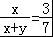 x/(x+y) = 3/7